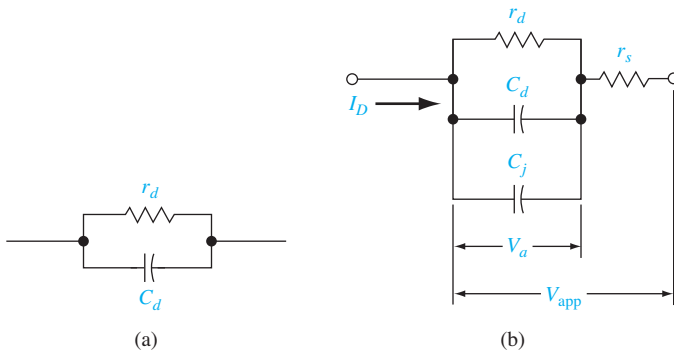 r_d
C_d
(a)
r_d
r_s
C_d
I_D
C_j
V_a
V_app
(b)